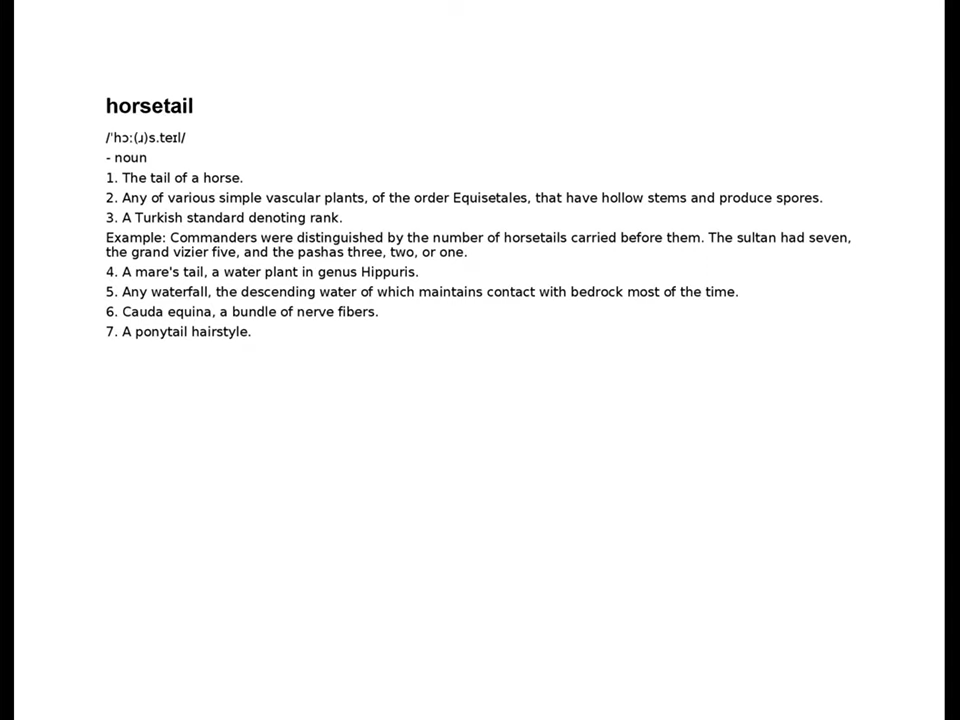 horsetail
/ˈhɔː(ɹ)s.teɪl/
- noun
1. The tail of a horse.
2. Any of various simple vascular plants, of the order Equisetales, that have hollow stems and produce spores.
3. A Turkish standard denoting rank.
Example: Commanders were distinguished by the number of horsetails carried before them. The sultan had seven,
the grand vizier five, and the pashas three, two, or one.
4. A mare's tail, a water plant in genus Hippuris.
5. Any waterfall, the descending water of which maintains contact with bedrock most of the time.
6. Cauda equina, a bundle of nerve fibers.
7. A ponytail hairstyle.